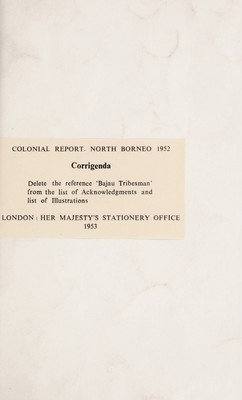 COLONIAL REPORT. NORTH BORNEO 1952
Corrigenda
Delete the reference 'Bajau Tribesman'
from the list of Acknowledgments and
list of Illustrations
LONDON: HER MAJESTY'S STATIONERY OFFICE
1953